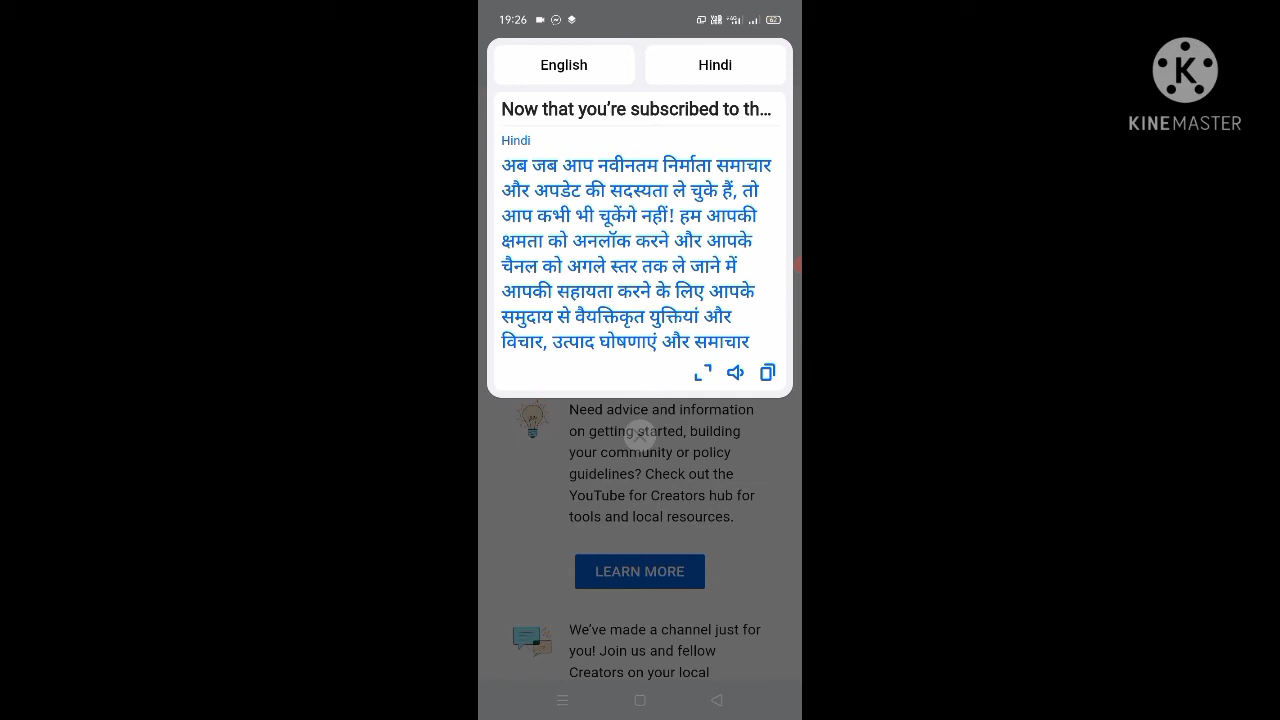 19:26
62
English
Hindi
Now that you're subscribed to th...
Hindi
अब जब आप नवीनतम निर्माता समाचार
और अपडेट की सदस्यता ले चुके हैं, तो
आप कभी भी चूकेंगे नहीं! हम आपकी
क्षमता को अनलॉक करने और आपके
चैनल को अगले स्तर तक ले जाने में
आपकी सहायता करने के लिए आपके
समुदाय से वैयक्तिकृत युक्तियां और
विचार, उत्पाद घोषणाएं और समाचार
Need advice and information
on getting started, building
your community or policy
guidelines? Check out the
YouTube for Creators hub for
tools and local resources.
LEARN MORE
We've made a channel just for
you! Join us and fellow
Creators on your local
K
KINEMASTER